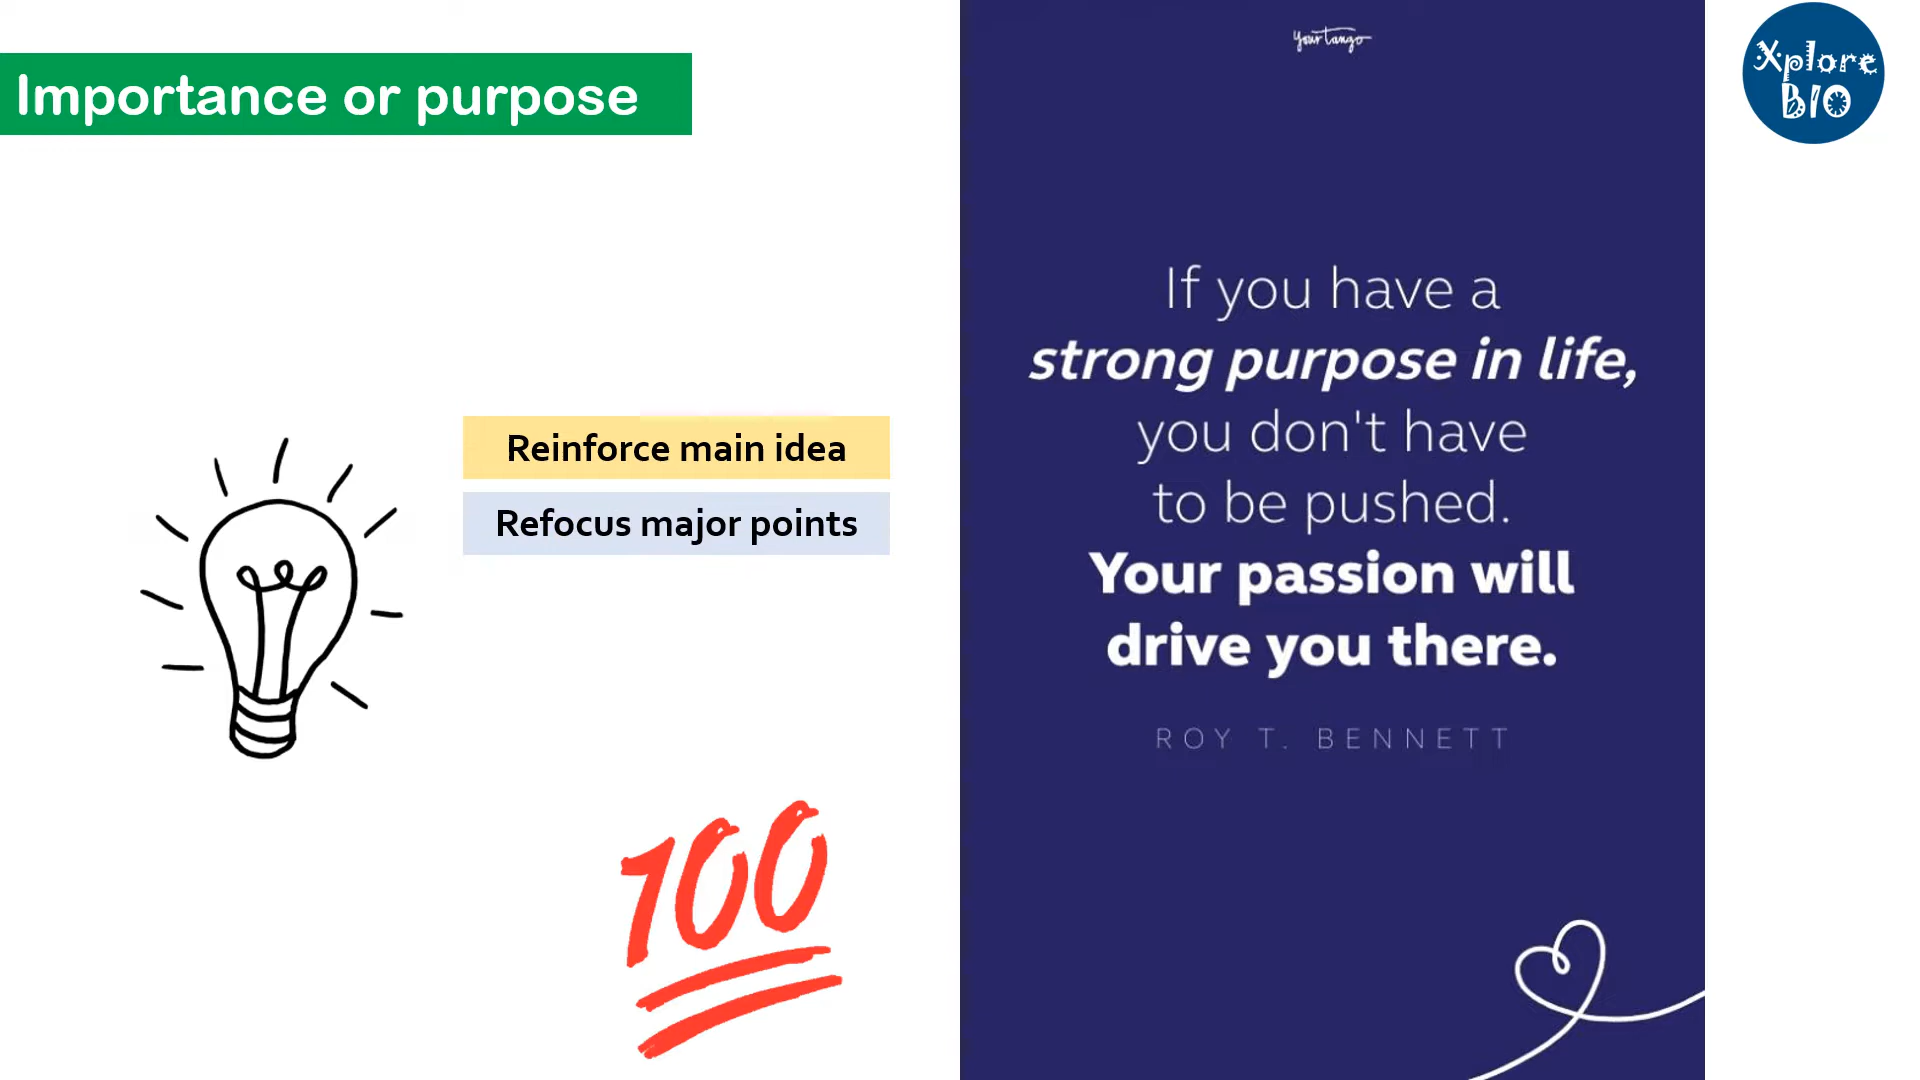 Importance or purpose
Reinforce main idea
Refocus major points
100
yourtango
If you have a
strong purpose in life,
you don't have
to be pushed.
Your passion will
drive you there.
ROY T. BENNETT
Xplore
BIO